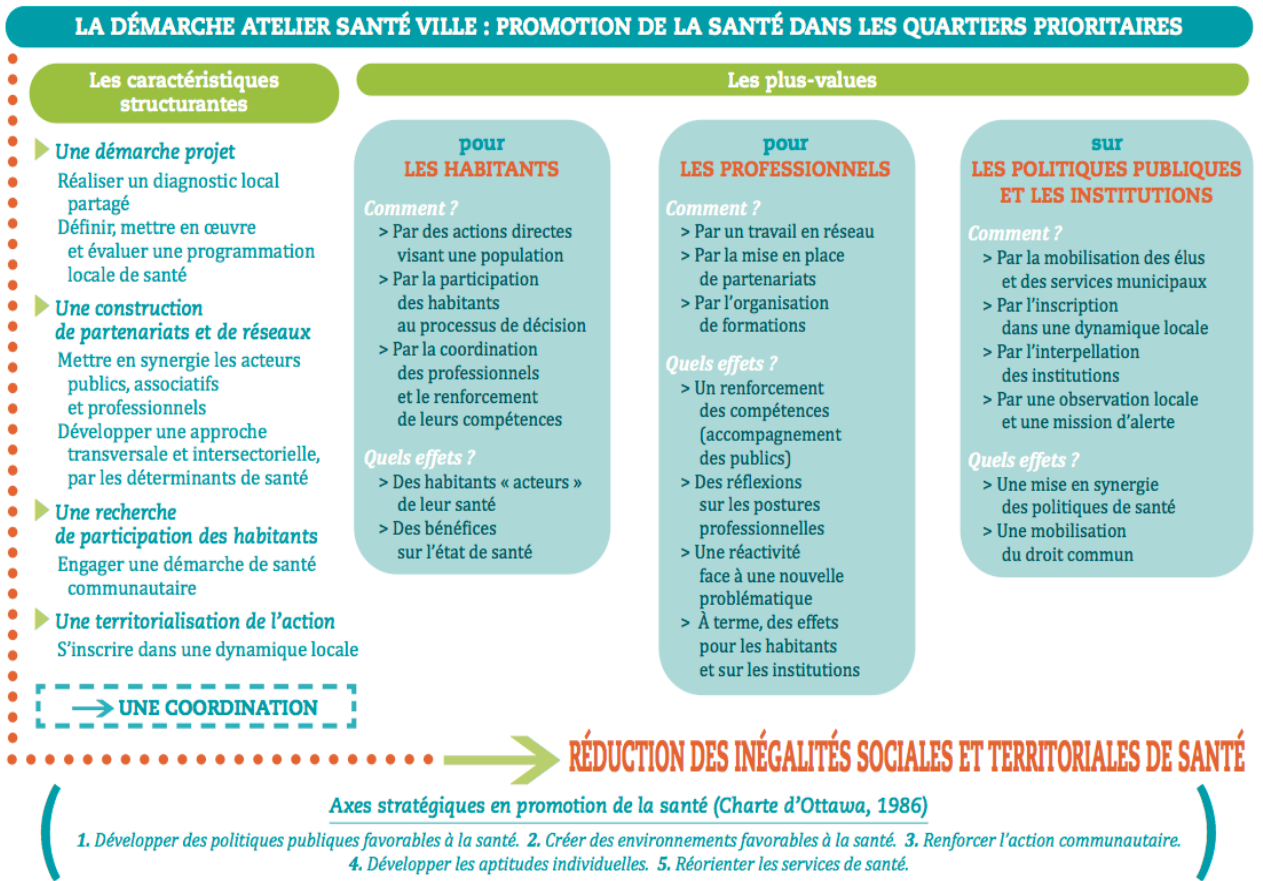 LA DÉMARCHE ATELIER SANTÉ VILLE : PROMOTION DE LA SANTÉ DANS LES QUARTIERS PRIORITAIRES
Les caractéristiques
structurantes
Une démarche projet
Réaliser un diagnostic local
partagé
Définir, mettre en œuvre
et évaluer une programmation
locale de santé
Une construction
de partenariats et de réseaux
Mettre en synergie les acteurs
publics, associatifs
et professionnels
Développer une approche
transversale et intersectorielle,
par les déterminants de santé
Une recherche
de participation des habitants
Engager une démarche de santé
communautaire
Une territorialisation de l'action
S'inscrire dans une dynamique locale
UNE COORDINATION
Les plus-values
pour
LES HABITANTS
Comment ?
> Par des actions directes
visant une population
> Par la participation
des habitants
au processus de décision
> Par la coordination
des professionnels
et le renforcement
de leurs compétences
Quels effets ?
> Des habitants « acteurs »
de leur santé
> Des bénéfices
sur l'état de santé
pour
LES PROFESSIONNELS
Comment ?
> Par un travail en réseau
> Par la mise en place
de partenariats
> Par l'organisation
de formations
Quels effets ?
> Un renforcement
des compétences
(accompagnement
des publics)
> Des réflexions
sur les postures
professionnelles
> Une réactivité
face à une nouvelle
problématique
> À terme, des effets
pour les habitants
et sur les institutions
sur
LES POLITIQUES PUBLIQUES
ET LES INSTITUTIONS
Comment ?
> Par la mobilisation des élus
et des services municipaux
> Par l'inscription
dans une dynamique locale
> Par l'interpellation
des institutions
> Par une observation locale
et une mission d'alerte
Quels effets ?
> Une mise en synergie
des politiques de santé
> Une mobilisation
du droit commun
RÉDUCTION DES INÉGALITÉS SOCIALES ET TERRITORIALES DE SANTÉ
Axes stratégiques en promotion de la santé (Charte d'Ottawa, 1986)
1. Développer des politiques publiques favorables à la santé. 2. Créer des environnements favorables à la santé. 3. Renforcer l'action communautaire.
4. Développer les aptitudes individuelles. 5. Réorienter les services de santé.